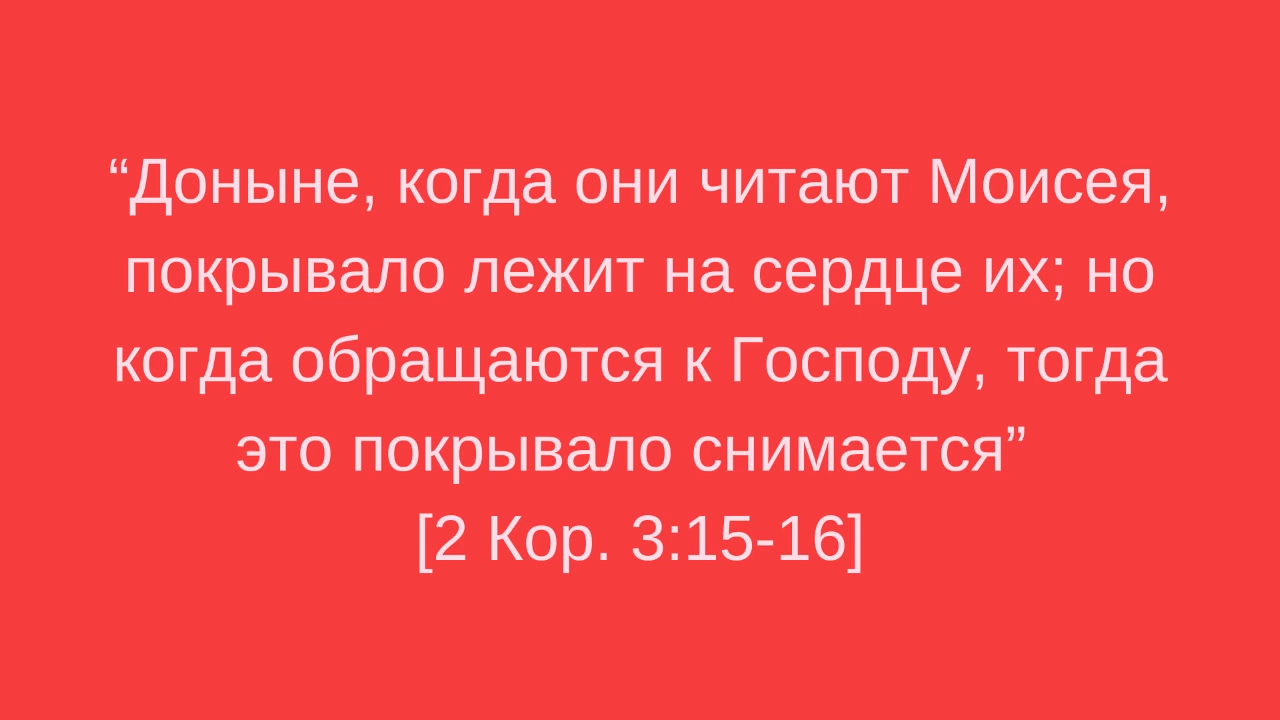 “Доныне, когда они читают Моисея,
покрывало лежит на сердце их; но
когда обращаются к Господу, тогда
это покрывало снимается”
[2 Кор. 3:15-16]